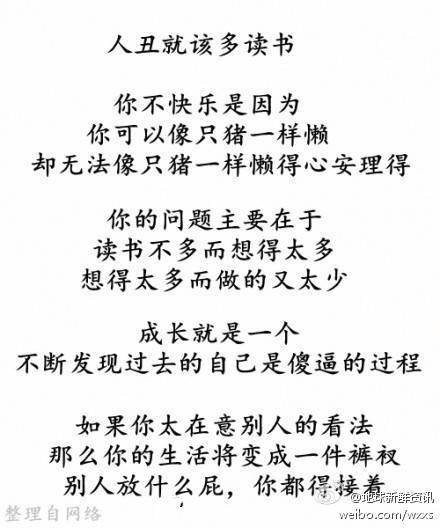 人丑就该多读书
你不快乐是因为
你可以像只猪一样懒
却无法像只猪一样懒得心安理得
你的问题主要在于
读书不多而想得太多
想得太多而做的又太少
成长就是一个
不断发现过去的自己是傻逼的过程
如果你太在意别人的看法
那么你的生活将变成一件裤衩
别人放什么屁，你都得接着
整理自网络
@地球新鲜资讯
weibo.com/wxxs